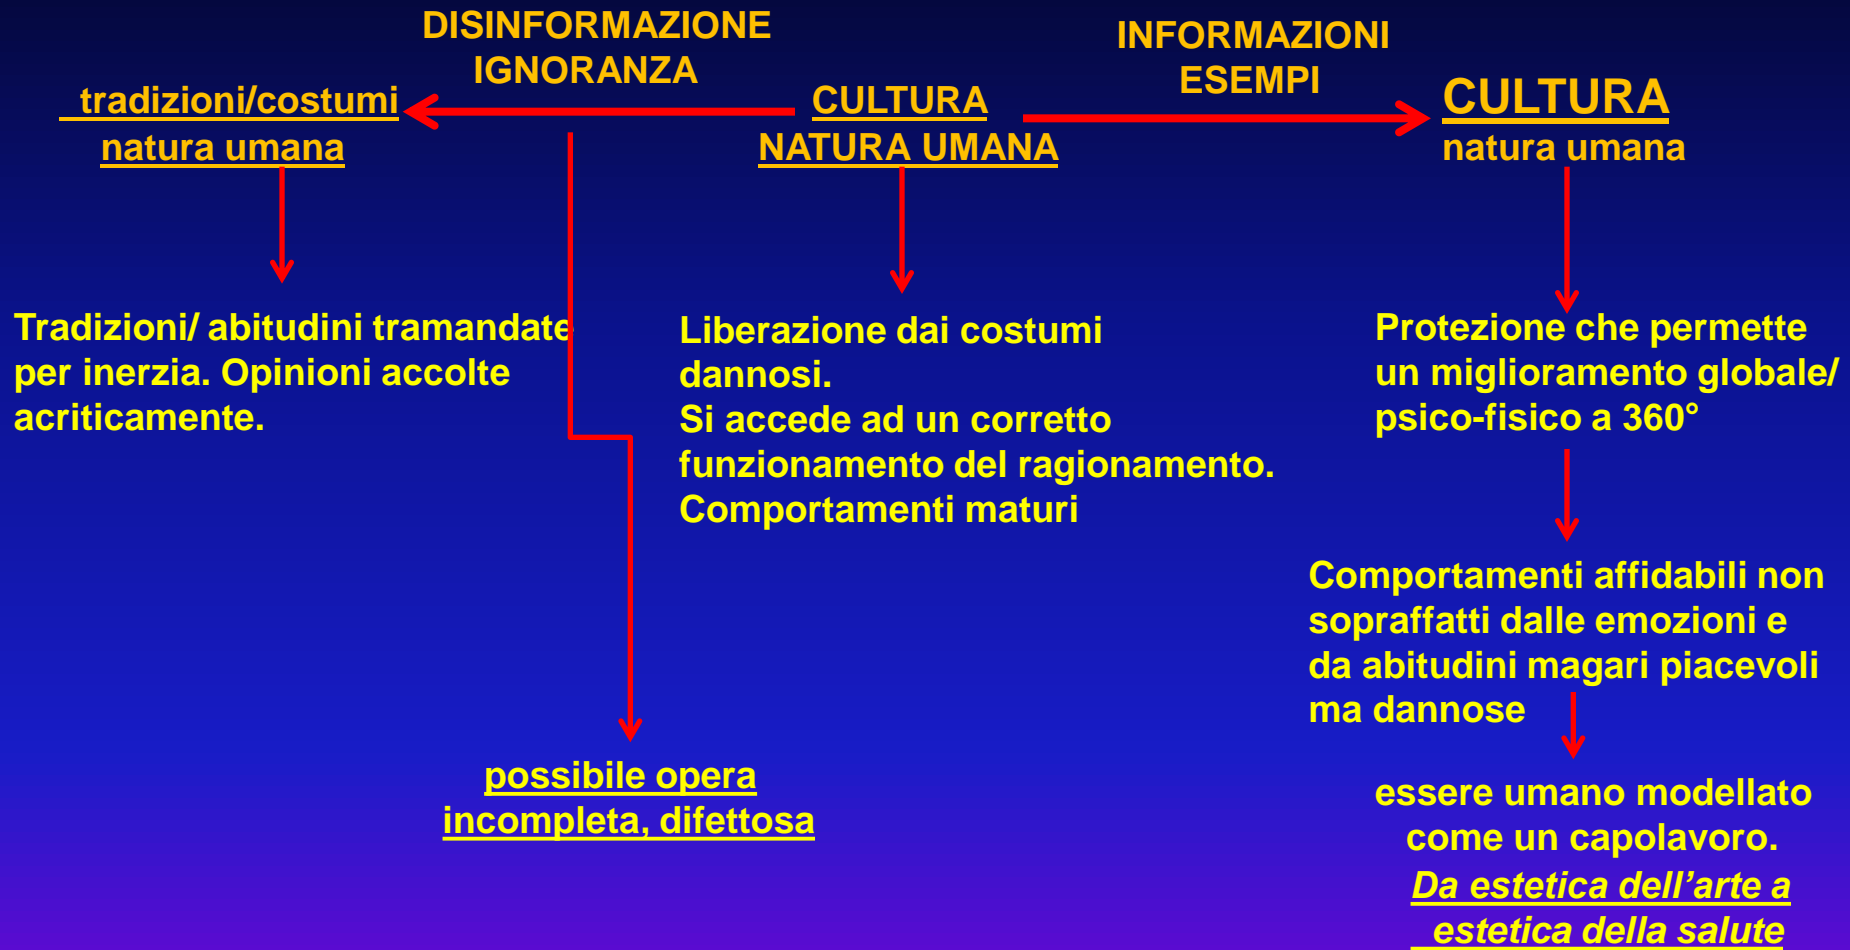 DISINFORMAZIONE
IGNORANZA
INFORMAZIONI
ESEMPI
tradizioni/costumi
natura umana
CULTURA
NATURA UMANA
CULTURA
natura umana
Tradizioni/ abitudini tramandate
per inerzia. Opinioni accolte
acriticamente.
Liberazione dai costumi
dannosi.
Si accede ad un corretto
funzionamento del ragionamento.
Comportamenti maturi
Protezione che permette
un miglioramento globale/
psico-fisico a 360°
Comportamenti affidabili non
sopraffatti dalle emozioni e
da abitudini magari piacevoli
ma dannose
possibile opera
incompleta, difettosa
essere umano modellato
come un capolavoro.
Da estetica dell’arte a
estetica della salute